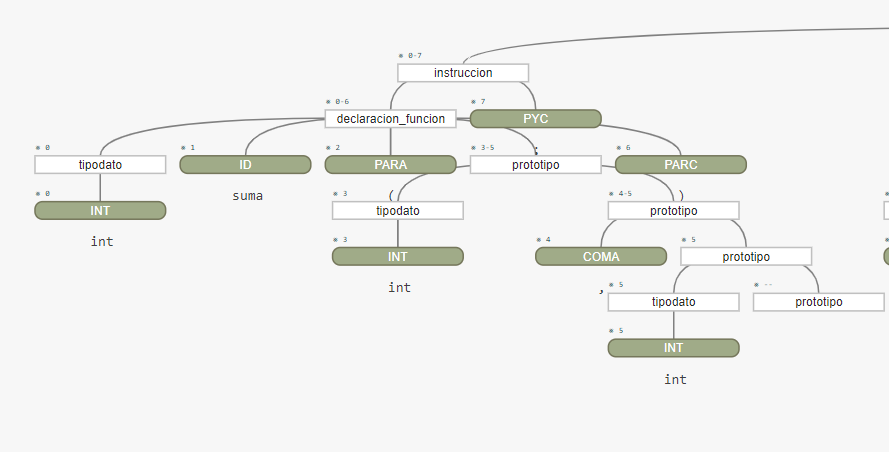 0-7
instruccion
0-6
7
declaracion_funcion
PYC
0
1
2
3-5
;
6
tipodato
ID
PARA
prototipo
PARC
0
suma
3
(
4-5
)
INT
tipodato
prototipo
int
3
4
5
INT
COMA
prototipo
int
,
5
--
tipodato
prototipo
5
INT
int